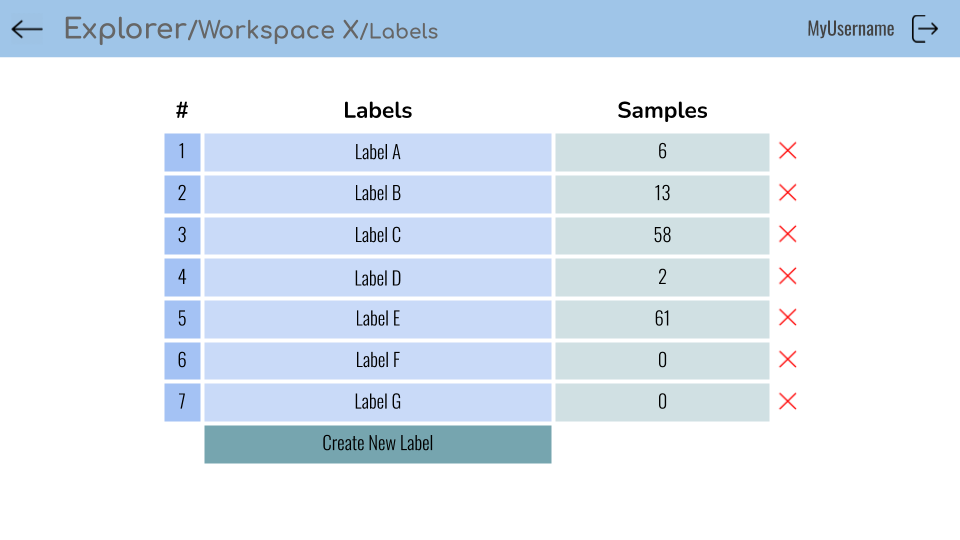 Explorer/Workspace X/Labels MyUsername
# Labels Samples
1 Label A 6
2 Label B 13
3 Label C 58
4 Label D 2
5 Label E 61
6 Label F 0
7 Label G 0
Create New Label